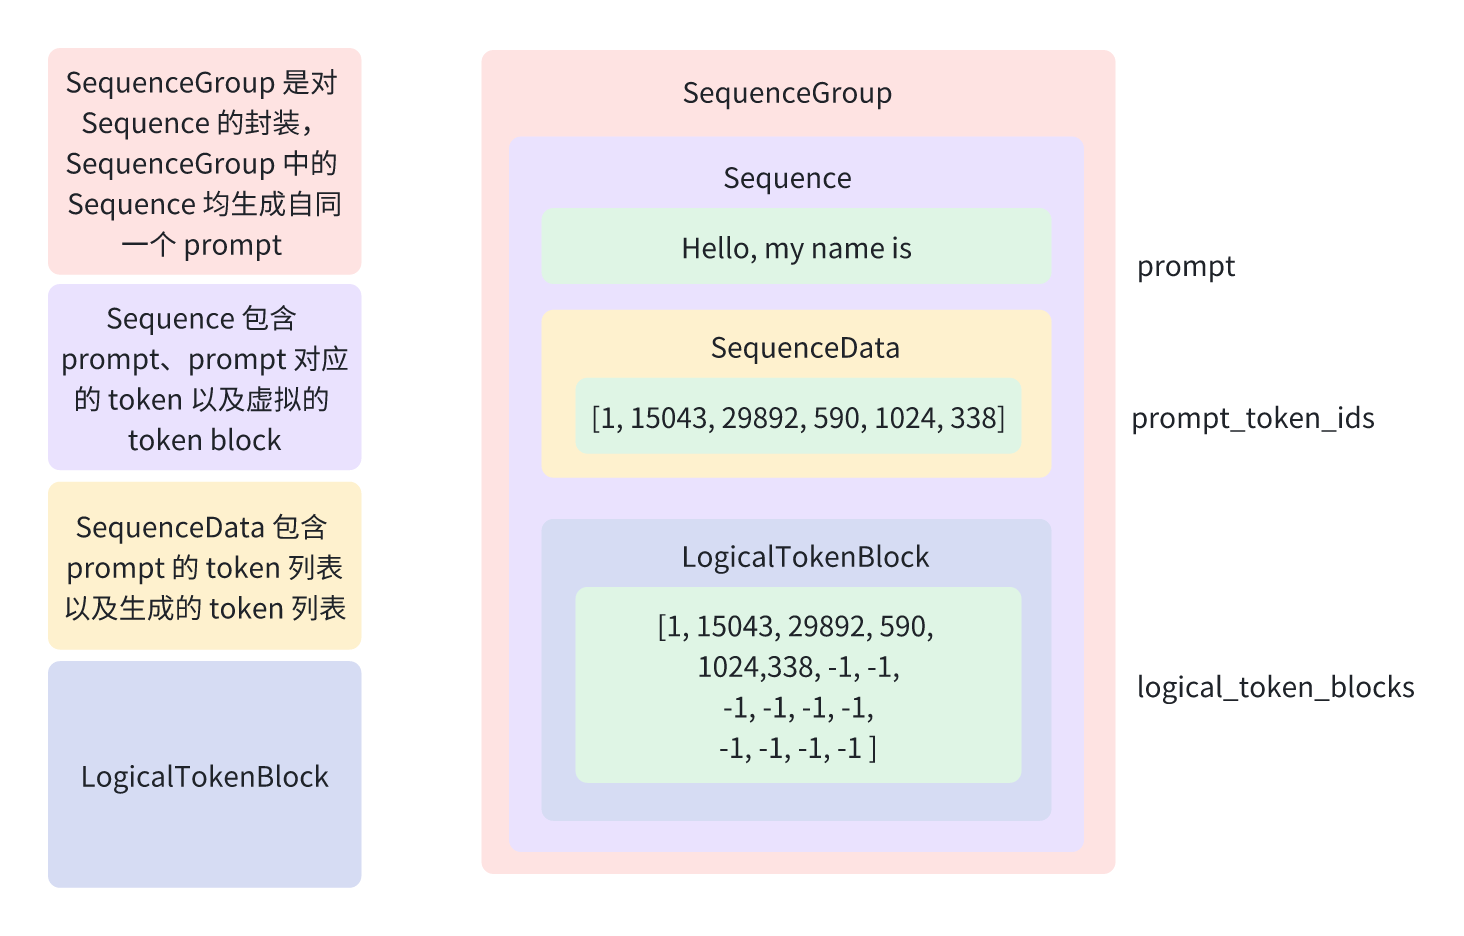 SequenceGroup 是对
Sequence 的封装，
SequenceGroup 中的
Sequence 均生成自同
一个 prompt
Sequence 包含
prompt、prompt 对应
的 token 以及虚拟的
token block
SequenceData 包含
prompt 的 token 列表
以及生成的 token 列表
LogicalTokenBlock
SequenceGroup
Sequence
Hello, my name is
prompt
SequenceData
[1, 15043, 29892, 590, 1024, 338]
prompt_token_ids
LogicalTokenBlock
[1, 15043, 29892, 590,
1024,338, -1, -1,
-1, -1, -1, -1,
-1, -1, -1, -1 ]
logical_token_blocks